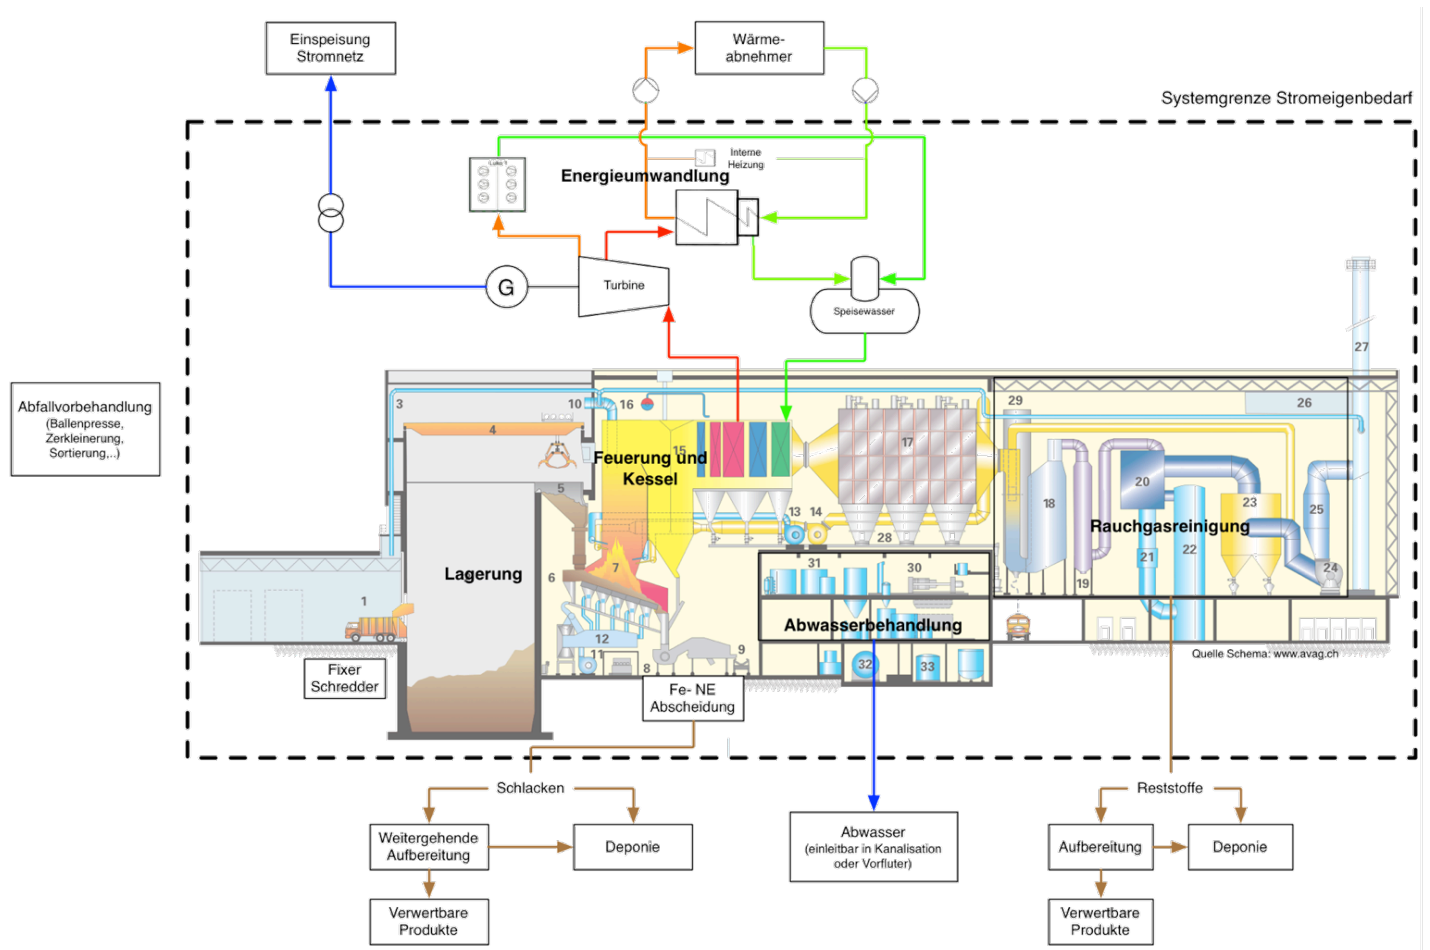 Einspeisung
Stromnetz
Wärme-
abnehmer
Systemgrenze Stromeigenbedarf
Interne
Heizung
Luko 1
Energieumwandlung
G
Turbine
Speisewasser
27
Abfallvorbehandlung
(Ballenpresse,
Zerkleinerung,
Sortierung,..)
3
10
16
29
26
4
15
17
Feuerung und
Kessel
5
18
20
23
25
13
14
Rauchgasreinigung
28
22
21
24
Lagerung
6
7
31
30
19
1
12
Abwasserbehandlung
11
8
9
32
33
Quelle Schema: www.avag.ch
Fixer
Schredder
Fe- NE
Abscheidung
Schlacken
Reststoffe
Weitergehende
Aufbereitung
Deponie
Abwasser
(einleitbar in Kanalisation
oder Vorfluter)
Aufbereitung
Deponie
Verwertbare
Produkte
Verwertbare
Produkte